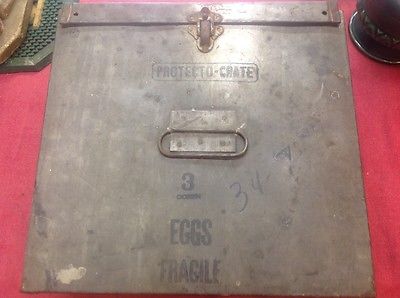 PROTECTO-CRATE
3
DOZEN
34
EGGS
FRAGILE